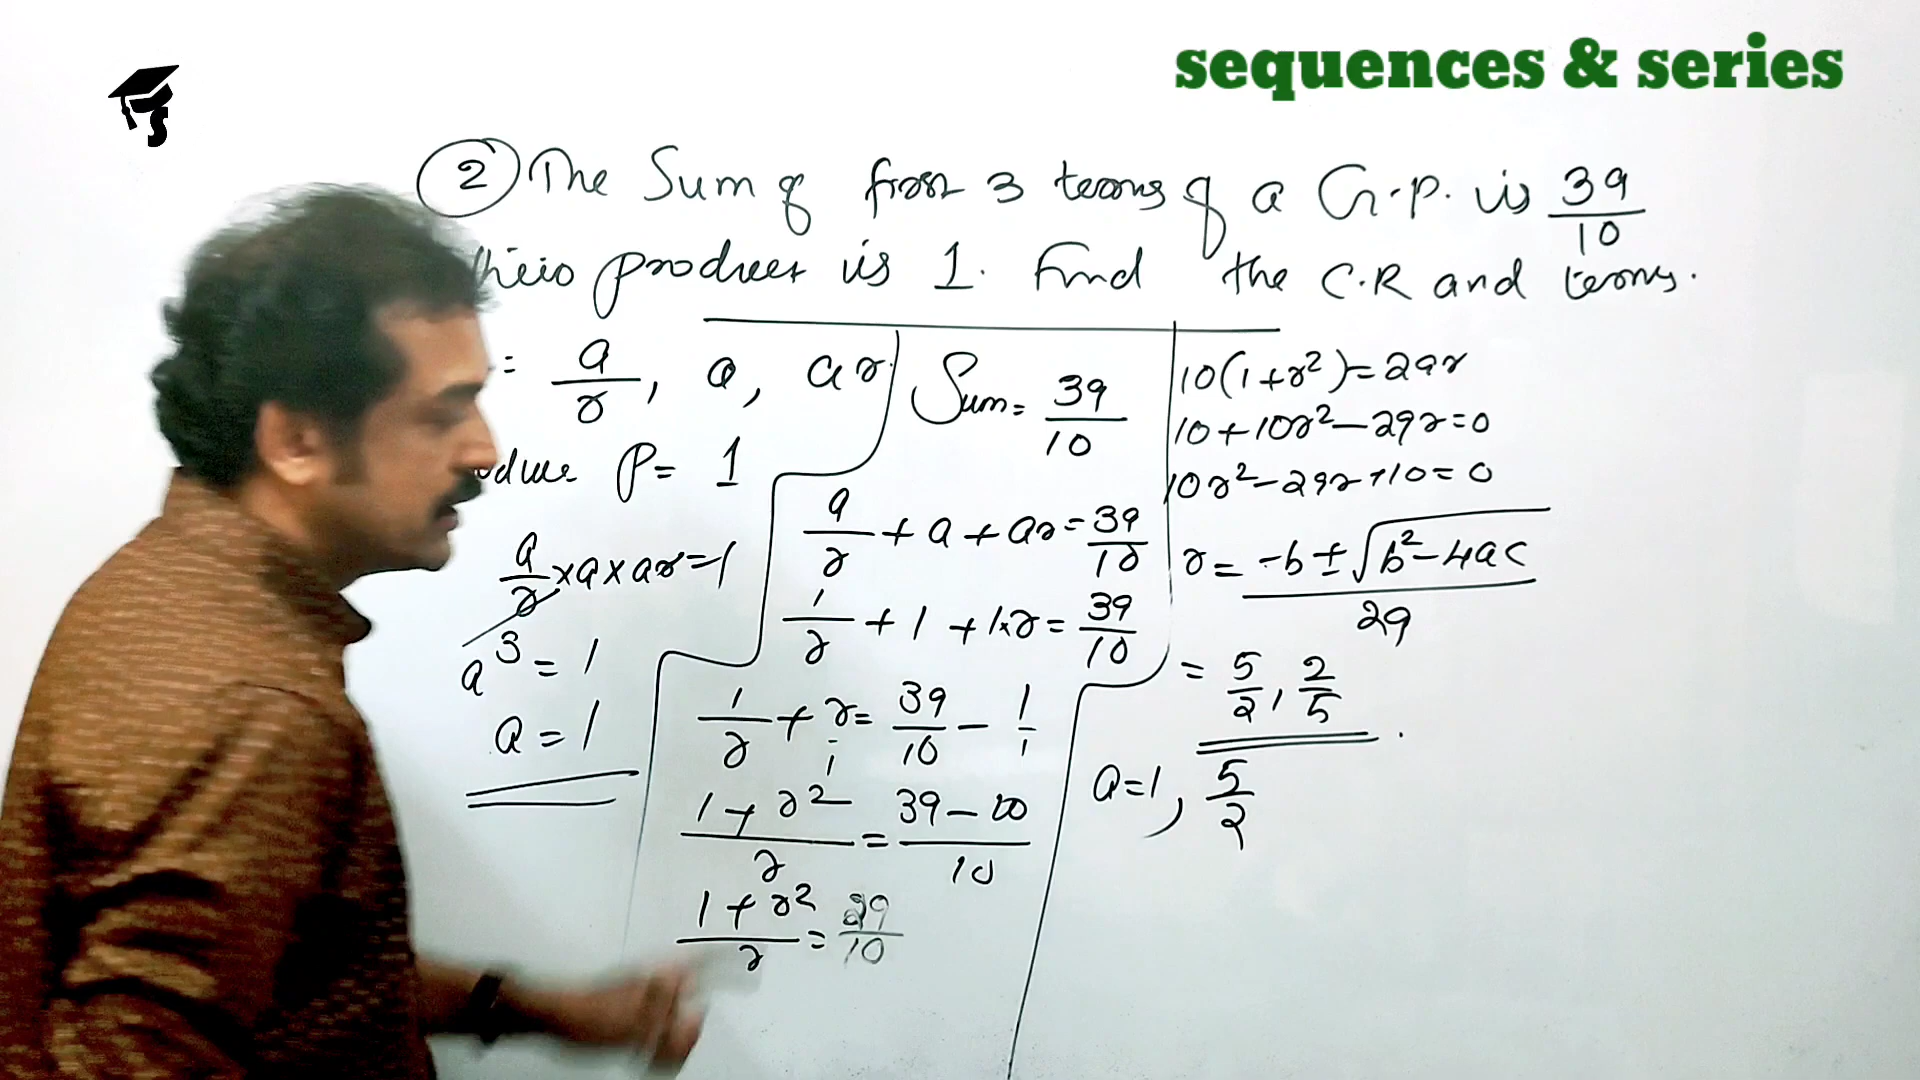 sequences & series
S
② The Sum of first 3 terms of a G.P. is 39/10
their product is 1. Find the C.R and terms.
= a/r, a, ar
P = 1
a/r × a × ar = 1
a³ = 1
a = 1
Sum = 39/10
a/r + a + ar = 39/10
1/r + 1 + 1×r = 39/10
1/r + r/1 = 39/10 - 1/1
1 + r²/r = 39 - 10/10
1 + r²/r = 29/10
10(1+r²) = 29r
10 + 10r² - 29r = 0
10r² - 29r + 10 = 0
r = -b ± √b² - 4ac/2a
= 5/2, 2/5
a = 1, 5/2